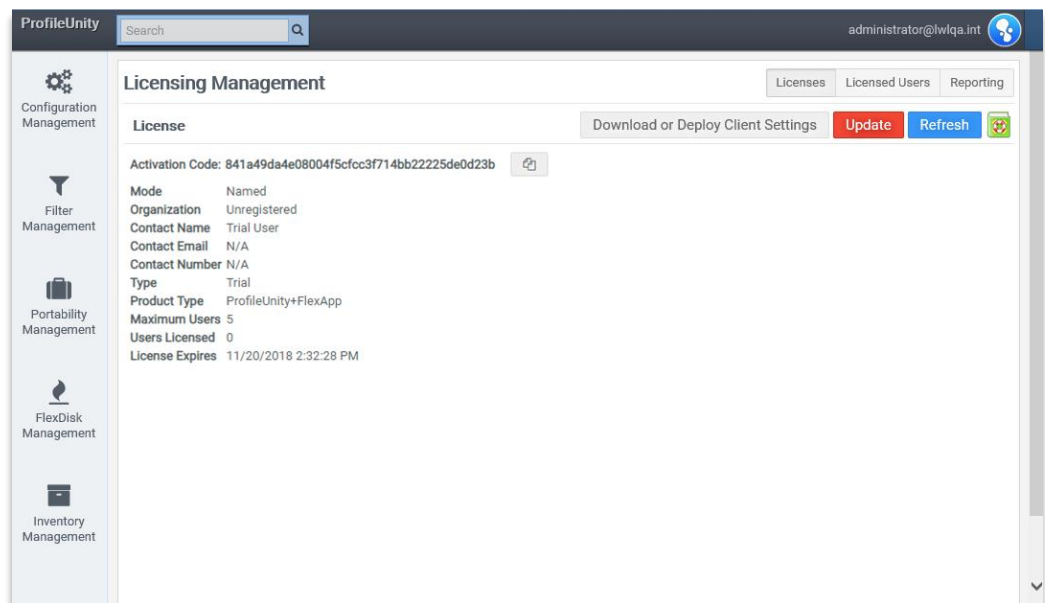 ProfileUnity
Search
administrator@lwlqa.int
Configuration
Management
Filter
Management
Portability
Management
FlexDisk
Management
Inventory
Management
Licensing Management
Licenses
Licensed Users
Reporting
License
Download or Deploy Client Settings
Update
Refresh
Activation Code: 841a49da4e08004f5cfcc3f714bb22225de0d23b
Mode Named
Organization Unregistered
Contact Name Trial User
Contact Email N/A
Contact Number N/A
Type Trial
Product Type ProfileUnity+FlexApp
Maximum Users 5
Users Licensed 0
License Expires 11/20/2018 2:32:28 PM